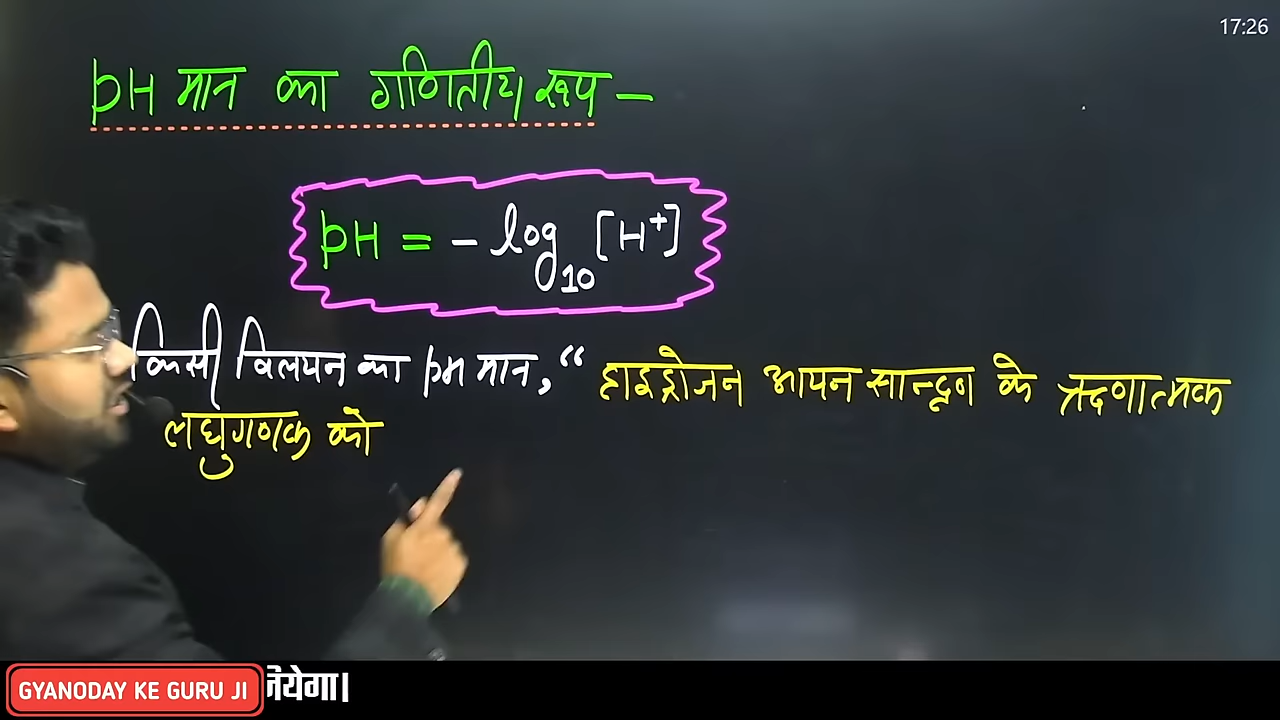 17:26
pH मान का गणितीय रूप –
pH = - log₁₀ [H⁺]
किसी विलयन का pH मान, “ हाइड्रोजन आयन सान्द्रण के ऋणात्मक
लघुगणक को
GYANODAY KE GURU JI